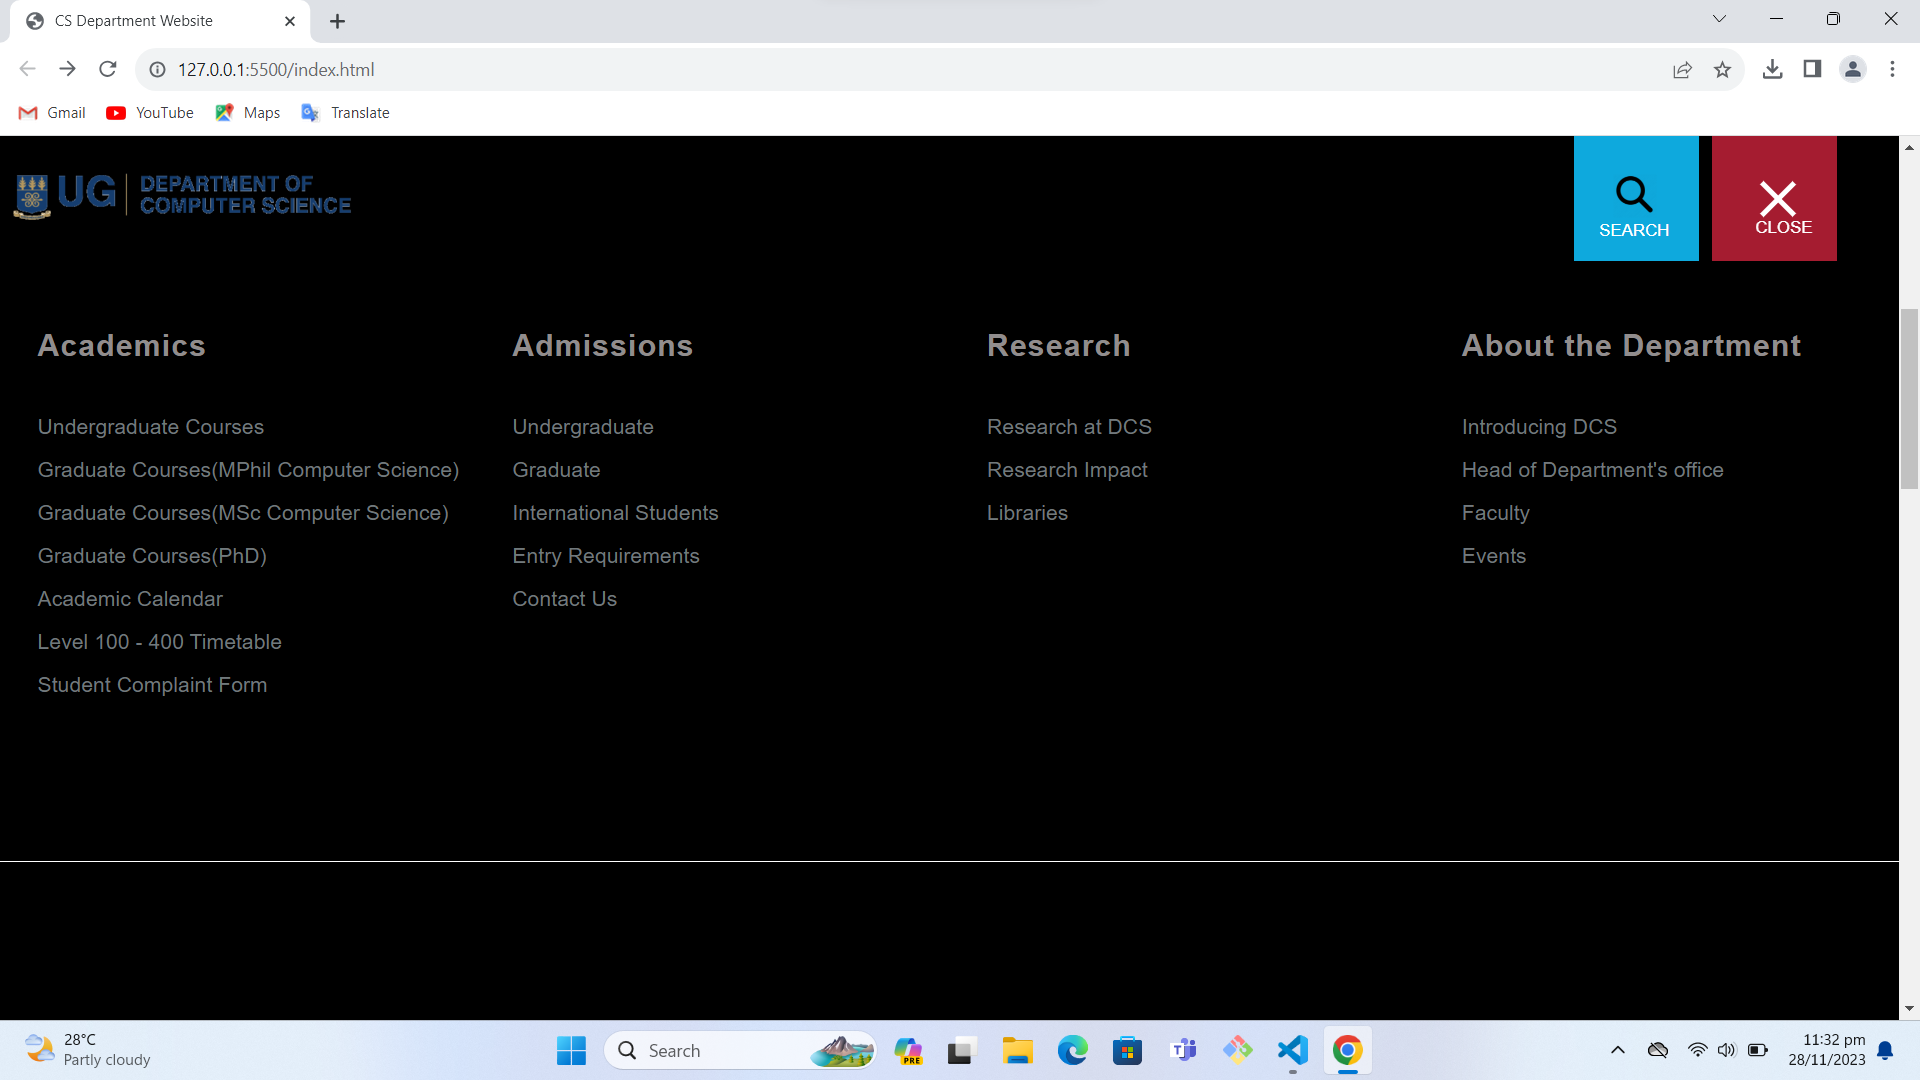 CS Department Website
127.0.0.1:5500/index.html
Gmail YouTube Maps Translate
UG DEPARTMENT OF
COMPUTER SCIENCE
SEARCH
CLOSE
Academics
Undergraduate Courses
Graduate Courses(MPhil Computer Science)
Graduate Courses(MSc Computer Science)
Graduate Courses(PhD)
Academic Calendar
Level 100 - 400 Timetable
Student Complaint Form
Admissions
Undergraduate
Graduate
International Students
Entry Requirements
Contact Us
Research
Research at DCS
Research Impact
Libraries
About the Department
Introducing DCS
Head of Department's office
Faculty
Events
28°C
Partly cloudy
Search
PRE
11:32 pm
28/11/2023